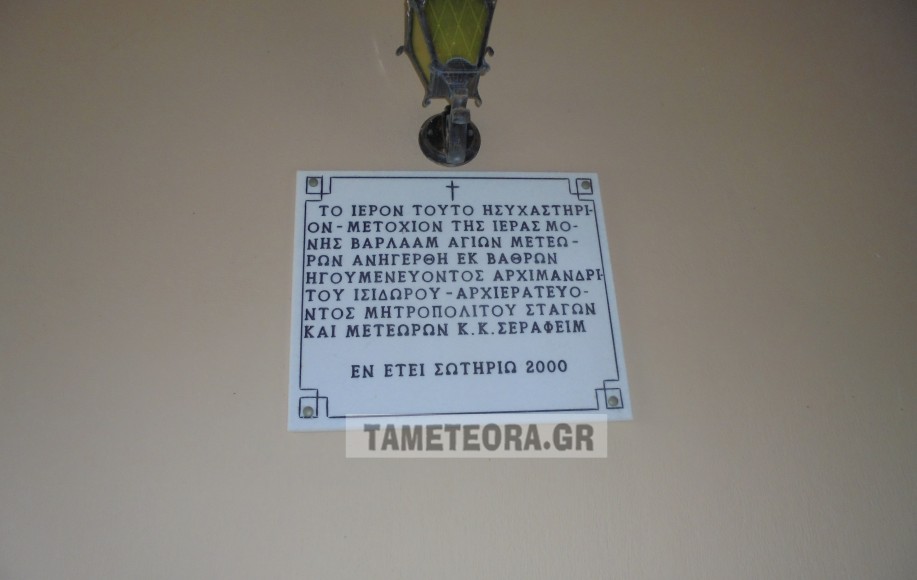 ΤΟ ΙΕΡΟΝ ΤΟΥΤΟ ΗΣΥΧΑΣΤΗΡΙ-
ΟΝ-ΜΕΤΟΧΙΟΝ ΤΗΣ ΙΕΡΑΣ ΜΟ-
ΝΗΣ ΒΑΡΛΑΑΜ ΑΓΙΩΝ ΜΕΤΕΩ-
ΡΩΝ ΑΝΗΓΕΡΘΗ ΕΚ ΒΑΘΡΩΝ
ΗΓΟΥΜΕΝΕΥΟΝΤΟΣ ΑΡΧΙΜΑΝΔΡΙ-
ΤΟΥ ΙΣΙΔΩΡΟΥ-ΑΡΧΙΕΡΑΤΕΥΟ-
ΝΤΟΣ ΜΗΤΡΟΠΟΛΙΤΟΥ ΣΤΑΓΩΝ
ΚΑΙ ΜΕΤΕΩΡΩΝ Κ.Κ.ΣΕΡΑΦΕΙΜ
ΕΝ ΕΤΕΙ ΣΩΤΗΡΙΩ 2000
TAMETEORA.GR